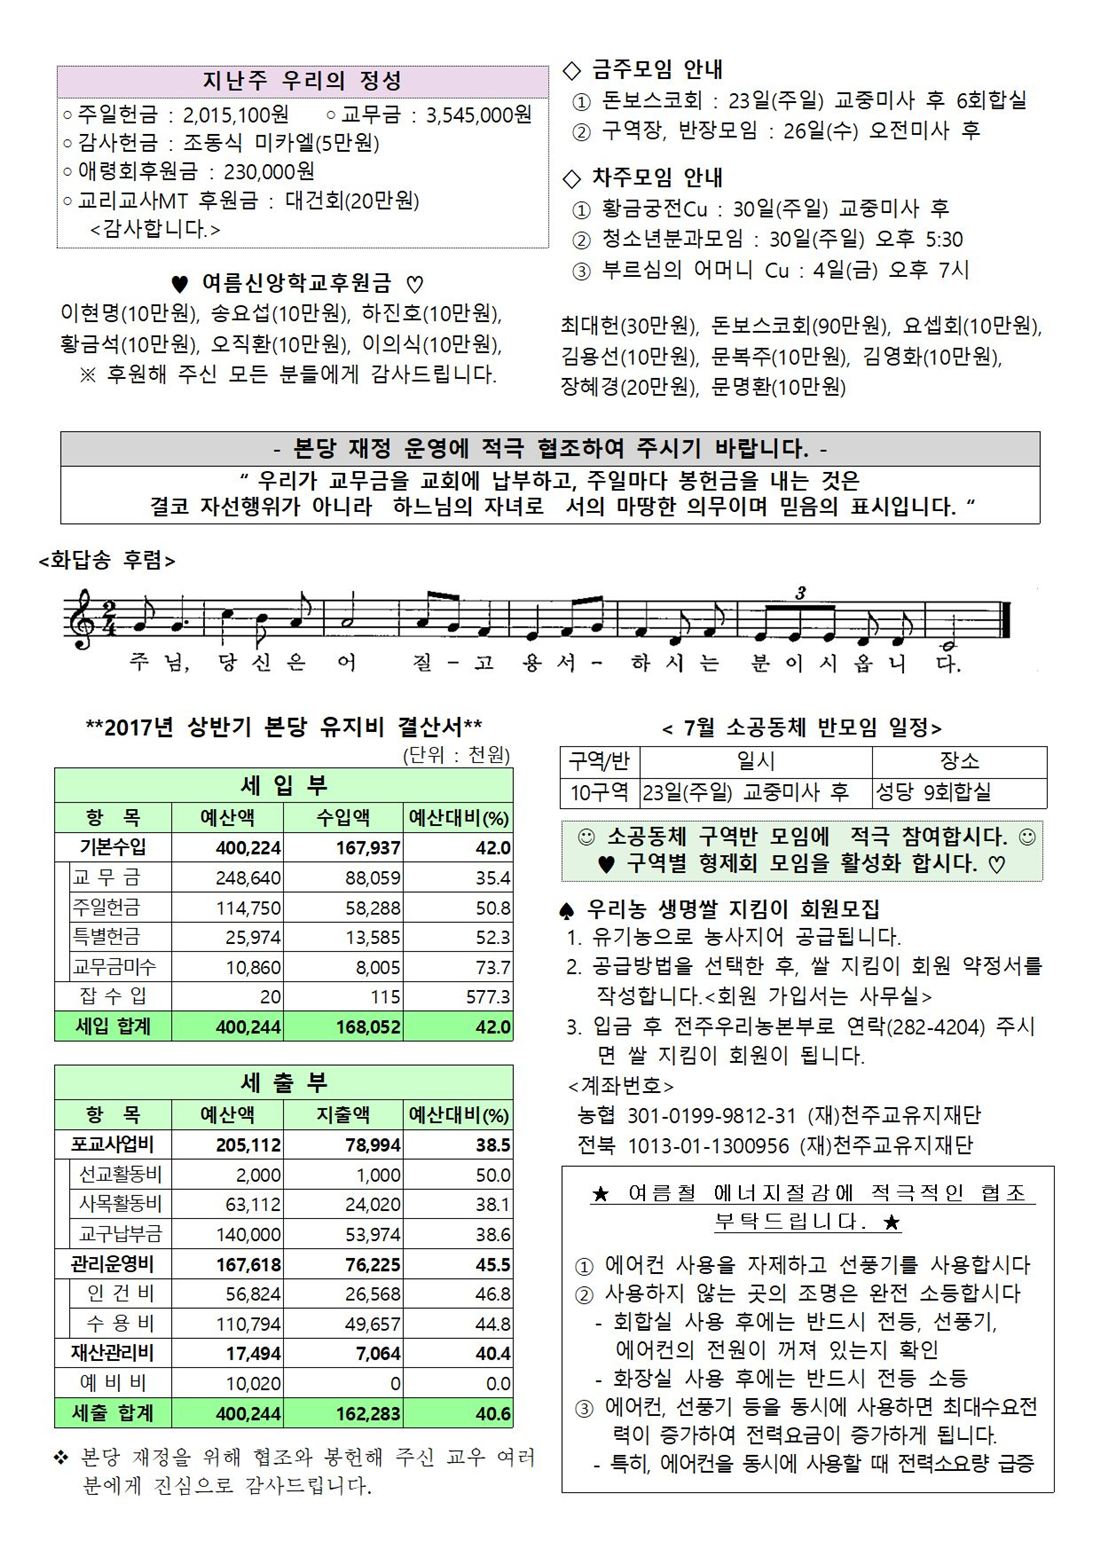 지난주 우리의 정성
○ 주일헌금 : 2,015,100원 ○ 교무금 : 3,545,000원
○ 감사헌금 : 조동식 미카엘(5만원)
○ 애령회후원금 : 230,000원
○ 교리교사MT 후원금 : 대건회(20만원)
<감사합니다.>
♥ 여름신앙학교후원금 ♡
이현명(10만원), 송요섭(10만원), 하진호(10만원),
황금석(10만원), 오직환(10만원), 이의식(10만원),
※ 후원해 주신 모든 분들에게 감사드립니다.
◇ 금주모임 안내
① 돈보스코회 : 23일(주일) 교중미사 후 6회합실
② 구역장, 반장모임 : 26일(수) 오전미사 후
◇ 차주모임 안내
① 황금궁전Cu : 30일(주일) 교중미사 후
② 청소년분과모임 : 30일(주일) 오후 5:30
③ 부르심의 어머니 Cu : 4일(금) 오후 7시
최대헌(30만원), 돈보스코회(90만원), 요셉회(10만원),
김용선(10만원), 문복주(10만원), 김영화(10만원),
장혜경(20만원), 문명환(10만원)
- 본당 재정 운영에 적극 협조하여 주시기 바랍니다. -
“ 우리가 교무금을 교회에 납부하고, 주일마다 봉헌금을 내는 것은
결코 자선행위가 아니라 하느님의 자녀로 서의 마땅한 의무이며 믿음의 표시입니다. “
<화답송 후렴>
2 4 3
주 님, 당 신 은 어 질 - 고 용 서 - 하 시 는 분 이 시 옵 니 다.
**2017년 상반기 본당 유지비 결산서**
(단위 : 천원)
세 입 부
항 목 예산액 수입액 예산대비(%)
기본수입 400,224 167,937 42.0
교 무 금 248,640 88,059 35.4
주일헌금 114,750 58,288 50.8
특별헌금 25,974 13,585 52.3
교무금미수 10,860 8,005 73.7
잡 수 입 20 115 577.3
세입 합계 400,244 168,052 42.0
세 출 부
항 목 예산액 지출액 예산대비(%)
포교사업비 205,112 78,994 38.5
선교활동비 2,000 1,000 50.0
사목활동비 63,112 24,020 38.1
교구납부금 140,000 53,974 38.6
관리운영비 167,618 76,225 45.5
인 건 비 56,824 26,568 46.8
수 용 비 110,794 49,657 44.8
재산관리비 17,494 7,064 40.4
예 비 비 10,020 0 0.0
세출 합계 400,244 162,283 40.6
❖ 본당 재정을 위해 협조와 봉헌해 주신 교우 여러
분에게 진심으로 감사드립니다.
< 7월 소공동체 반모임 일정>
구역/반 일시 장소
10구역 23일(주일) 교중미사 후 성당 9회합실
☺ 소공동체 구역반 모임에 적극 참여합시다. ☺
♥ 구역별 형제회 모임을 활성화 합시다. ♡
♠ 우리농 생명쌀 지킴이 회원모집
1. 유기농으로 농사지어 공급됩니다.
2. 공급방법을 선택한 후, 쌀 지킴이 회원 약정서를
작성합니다.<회원 가입서는 사무실>
3. 입금 후 전주우리농본부로 연락(282-4204) 주시
면 쌀 지킴이 회원이 됩니다.
<계좌번호>
농협 301-0199-9812-31 (재)천주교유지재단
전북 1013-01-1300956 (재)천주교유지재단
★ 여름철 에너지절감에 적극적인 협조
부탁드립니다. ★
① 에어컨 사용을 자제하고 선풍기를 사용합시다
② 사용하지 않는 곳의 조명은 완전 소등합시다
- 회합실 사용 후에는 반드시 전등, 선풍기,
에어컨의 전원이 꺼져 있는지 확인
- 화장실 사용 후에는 반드시 전등 소등
③ 에어컨, 선풍기 등을 동시에 사용하면 최대수요전
력이 증가하여 전력요금이 증가하게 됩니다.
- 특히, 에어컨을 동시에 사용할 때 전력소요량 급증